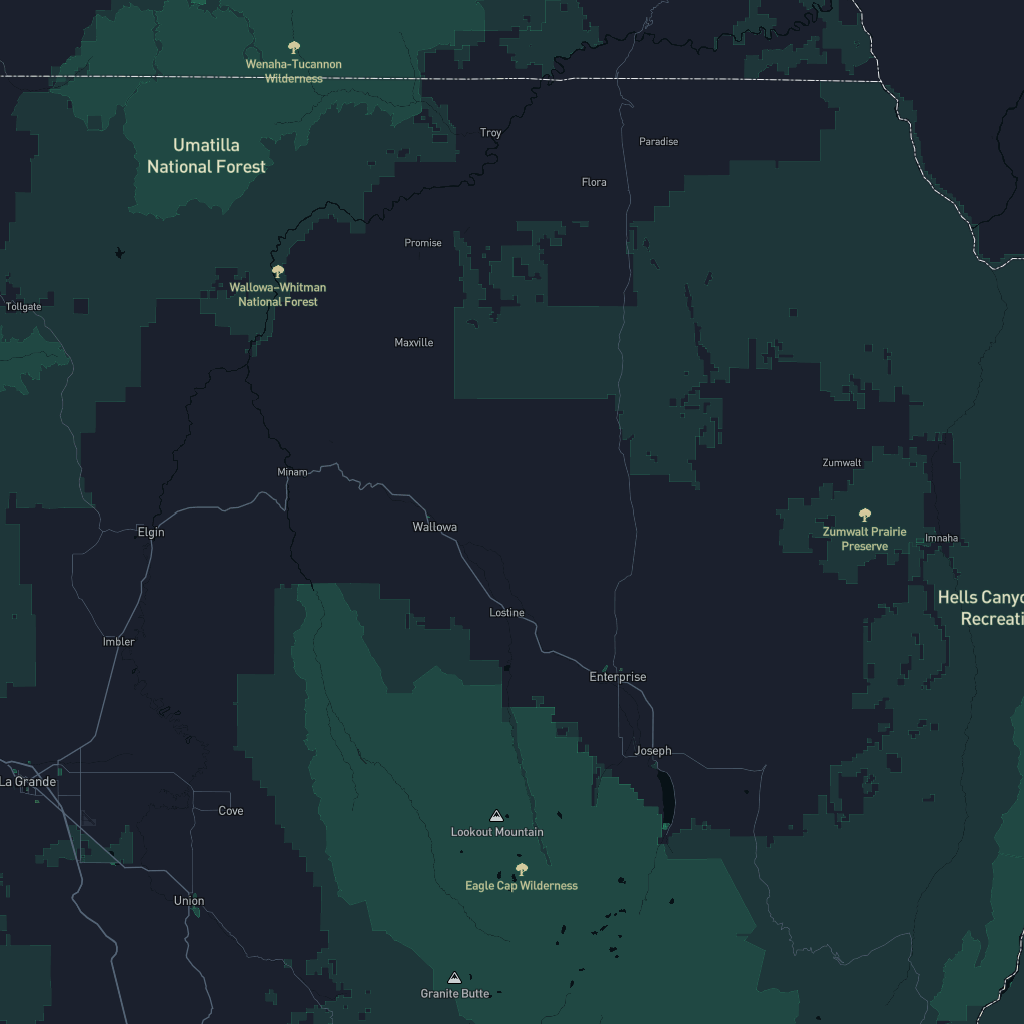 Wenaha-Tucannon
Wilderness
Troy
Paradise
Umatilla
National Forest
Flora
Promise
Wallowa-Whitman
National Forest
Tollgate
Maxville
Zumwalt
Minam
Wallowa
Elgin
Zumwalt Prairie
Preserve
Imnaha
Hells Canyo
Recreati
Lostine
Imbler
Enterprise
Joseph
La Grande
Cove
Lookout Mountain
Eagle Cap Wilderness
Union
Granite Butte